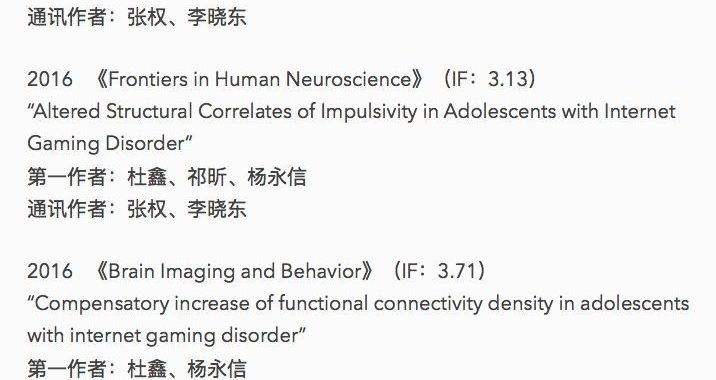 通讯作者：张权、李晓东
2016 《Frontiers in Human Neuroscience》（IF：3.13）
“Altered Structural Correlates of Impulsivity in Adolescents with Internet
Gaming Disorder”
第一作者：杜鑫、祁昕、杨永信
通讯作者：张权、李晓东
2016 《Brain Imaging and Behavior》（IF：3.71）
“Compensatory increase of functional connectivity density in adolescents
with internet gaming disorder”
第一作者：杜鑫、杨永信